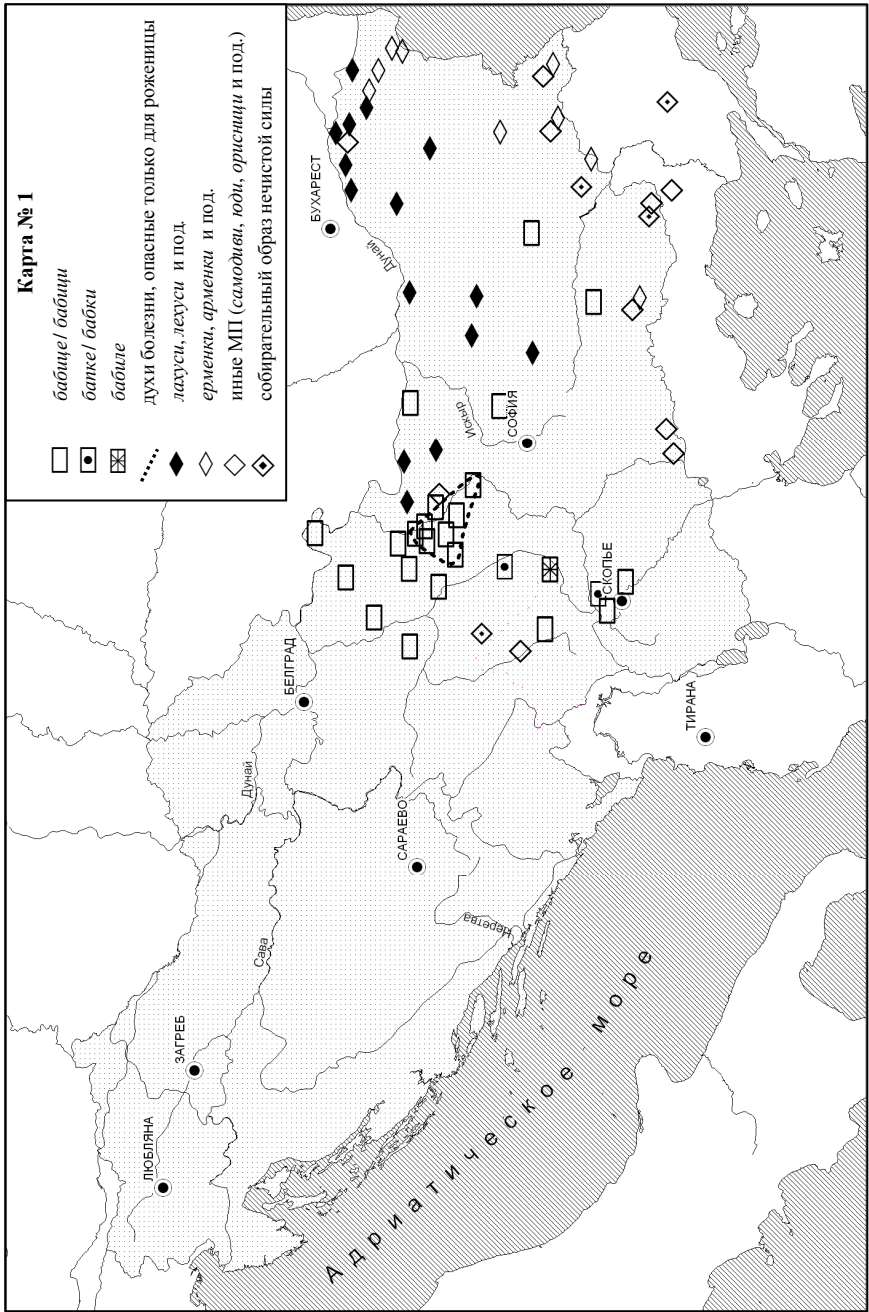 Карта № 1
бабице/ бабици
бапке/ бабки
бабиле
духи болезни, опасные только для роженицы
лахуси, лехуси и под.
ерменки, арменки и под.
иные МП (самодиви, юди, орисници и под.)
собирательный образ нечистой силы
ЛЮБЛЯНА
ЗАГРЕБ
Сава
Дунай
БЕЛГРАД
БУХАРЕСТ
Дунай
САРАЕВО
Неретва
Искыр
СОФИЯ
СКОПЬЕ
ТИРАНА
Адриатическое море